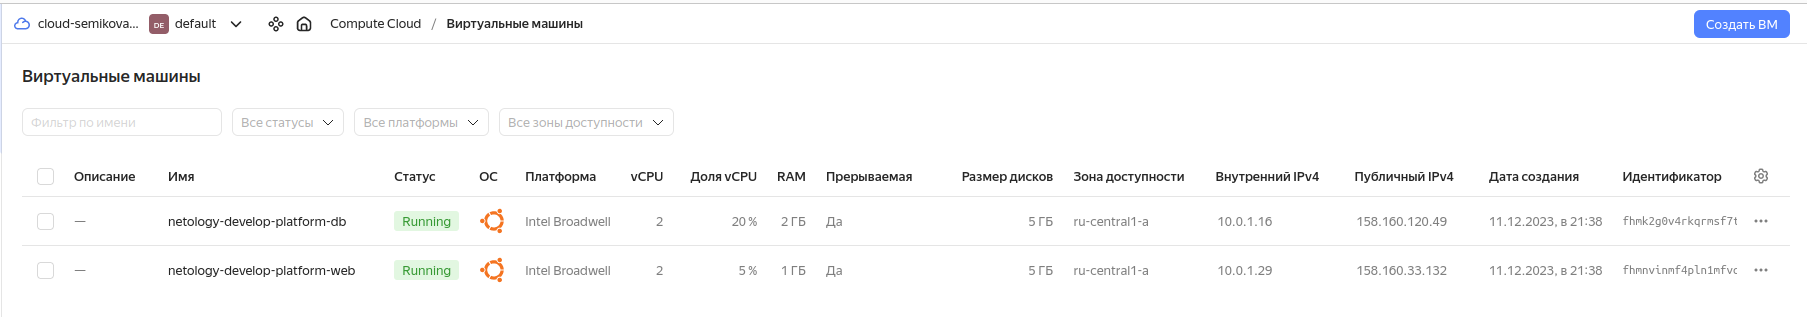 cloud-semikova... DE default Compute Cloud / Виртуальные машины Создать ВМ
Виртуальные машины
Фильтр по имени Все статусы Все платформы Все зоны доступности
Описание Имя Статус ОС Платформа vCPU Доля vCPU RAM Прерываемая Размер дисков Зона доступности Внутренний IPv4 Публичный IPv4 Дата создания Идентификатор
— netology-develop-platform-db Running Intel Broadwell 2 20 % 2 ГБ Да 5 ГБ ru-central1-a 10.0.1.16 158.160.120.49 11.12.2023, в 21:38 fhmk2g0v4rkqrmsf7t ···
— netology-develop-platform-web Running Intel Broadwell 2 5 % 1 ГБ Да 5 ГБ ru-central1-a 10.0.1.29 158.160.33.132 11.12.2023, в 21:38 fhmnvinmf4pln1mfvc ···